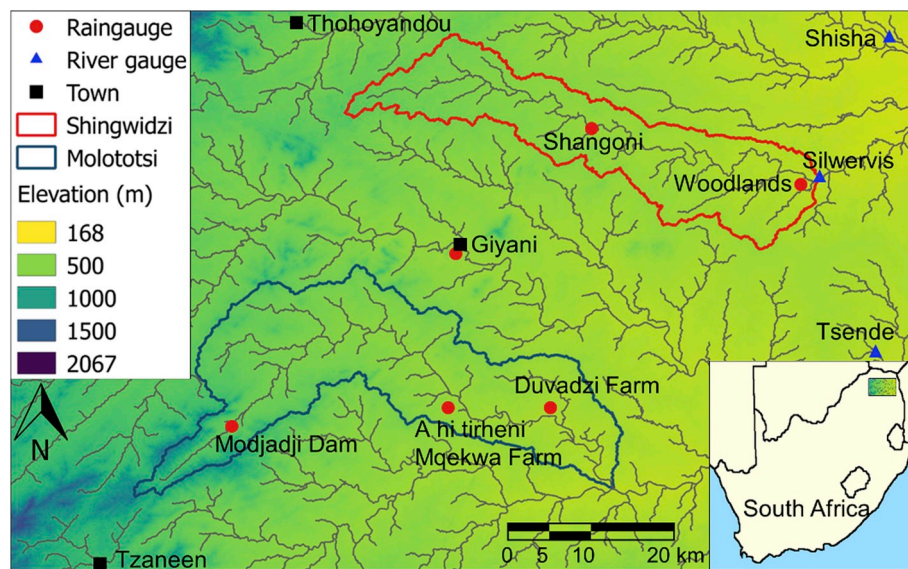 Raingauge
River gauge
Town
Shingwidzi
Molototsi
Elevation (m)
168
500
1000
1500
2067
N
Thohoyandou
Shisha
Shangoni
Silwervis
Woodlands
Giyani
Tsende
Duvadzi Farm
A hi tirheni
Mqekwa Farm
Modjadji Dam
Tzaneen
0 5 10 20 km
South Africa